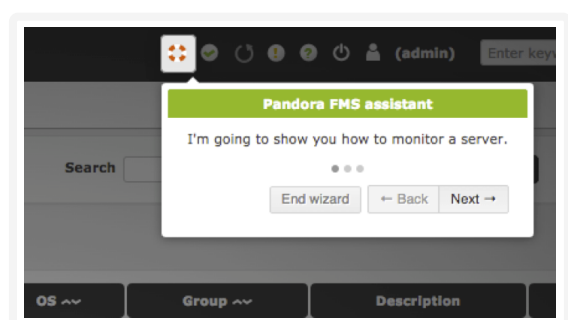 (admin)
Enter keyw
Pandora FMS assistant
I'm going to show you how to monitor a server.
Search
End wizard
← Back
Next →
OS
Group
Description